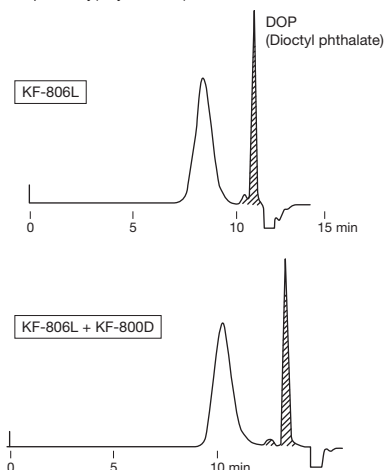 DOP
(Dioctyl phthalate)
KF-806L
0 5 10 15 min
KF-806L + KF-800D
0 5 10 min